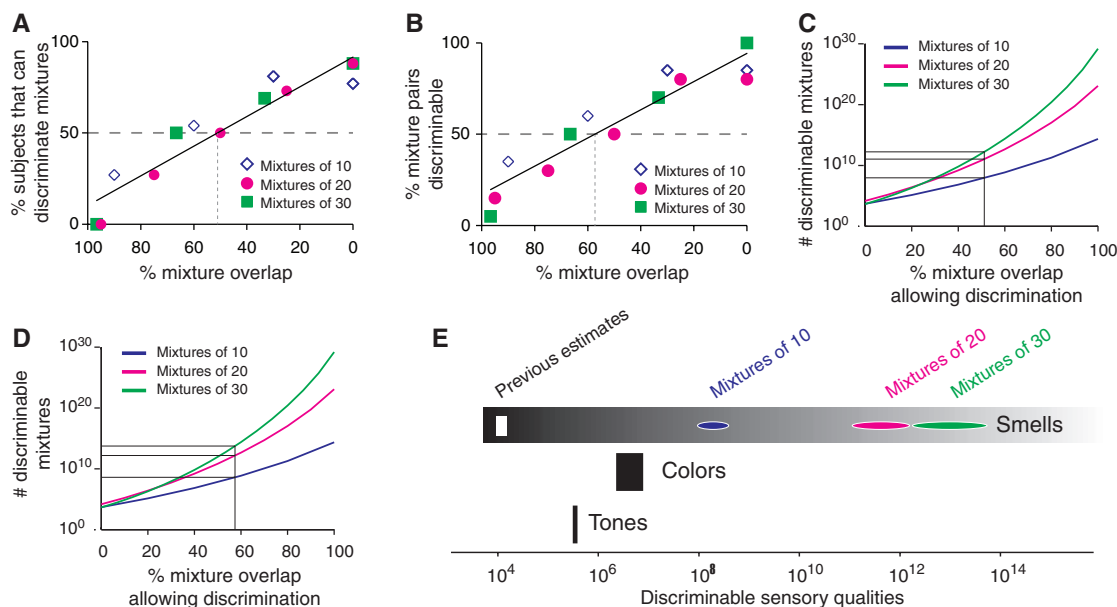 A
% subjects that can
discriminate mixtures
100
50
0
Mixtures of 10
Mixtures of 20
Mixtures of 30
100 80 60 40 20 0
% mixture overlap
B
% mixture pairs
discriminable
100
50
0
Mixtures of 10
Mixtures of 20
Mixtures of 30
100 80 60 40 20 0
% mixture overlap
C
# discriminable mixtures
10^30
10^20
10^10
10^0
Mixtures of 10
Mixtures of 20
Mixtures of 30
0 20 40 60 80 100
% mixture overlap
allowing discrimination
D
# discriminable
mixtures
10^30
10^20
10^10
10^0
Mixtures of 10
Mixtures of 20
Mixtures of 30
0 20 40 60 80 100
% mixture overlap
allowing discrimination
E
Previous estimates
Mixtures of 10
Mixtures of 20
Mixtures of 30
Smells
Colors
Tones
10^4 10^6 10^8 10^10 10^12 10^14
Discriminable sensory qualities